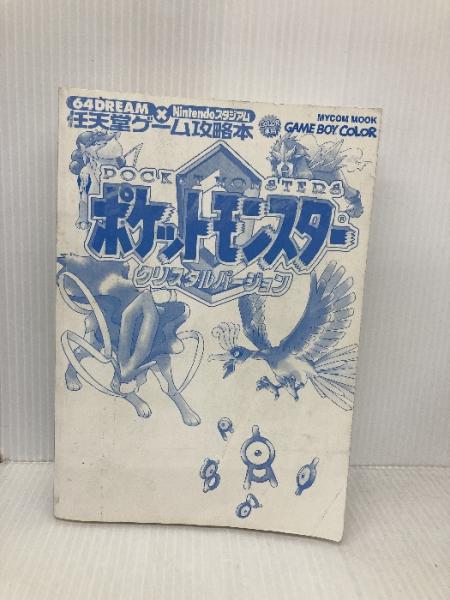 64DREAM × Nintendoスタジアム
任天堂ゲーム攻略本
MYCOM MOOK
GAME BOY COLOR
POCKET MONSTERS
ポケットモンスター®
クリスタルバージョン